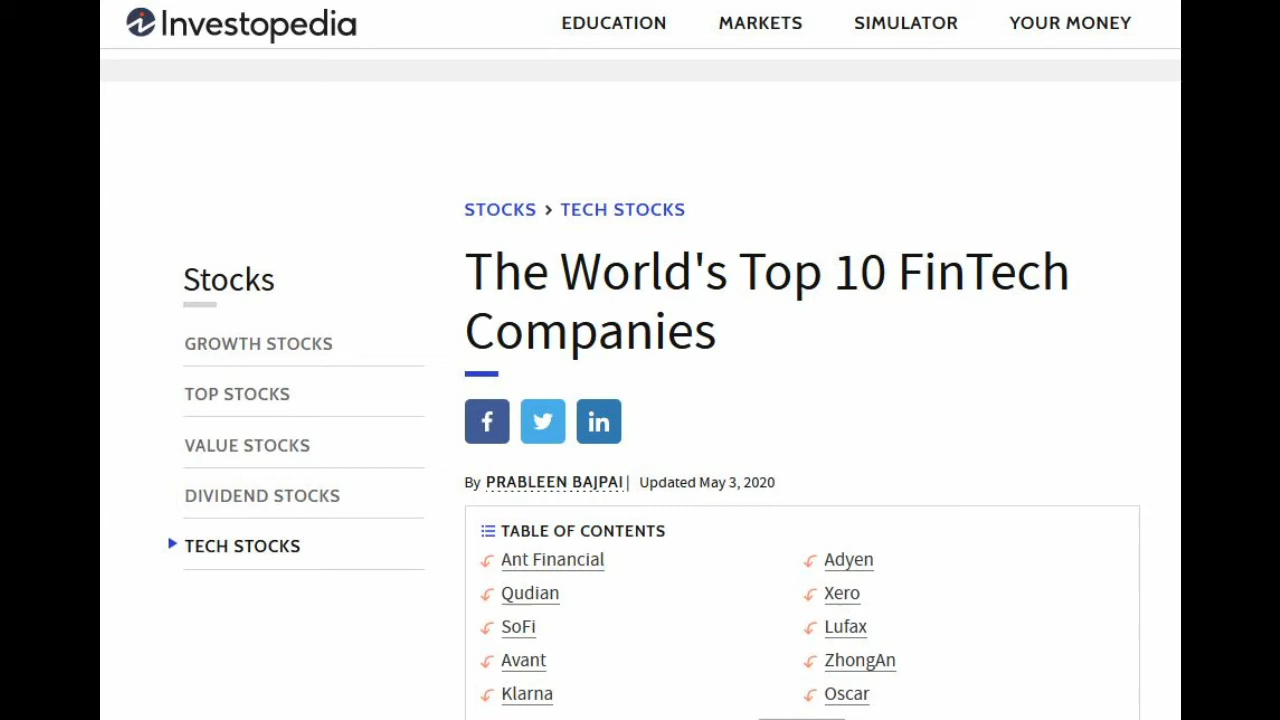 Investopedia
EDUCATION MARKETS SIMULATOR YOUR MONEY
STOCKS › TECH STOCKS
The World's Top 10 FinTech
Companies
By PRABLEEN BAJPAI | Updated May 3, 2020
Stocks
GROWTH STOCKS
TOP STOCKS
VALUE STOCKS
DIVIDEND STOCKS
TECH STOCKS
TABLE OF CONTENTS
Ant Financial
Qudian
SoFi
Avant
Klarna
Adyen
Xero
Lufax
ZhongAn
Oscar